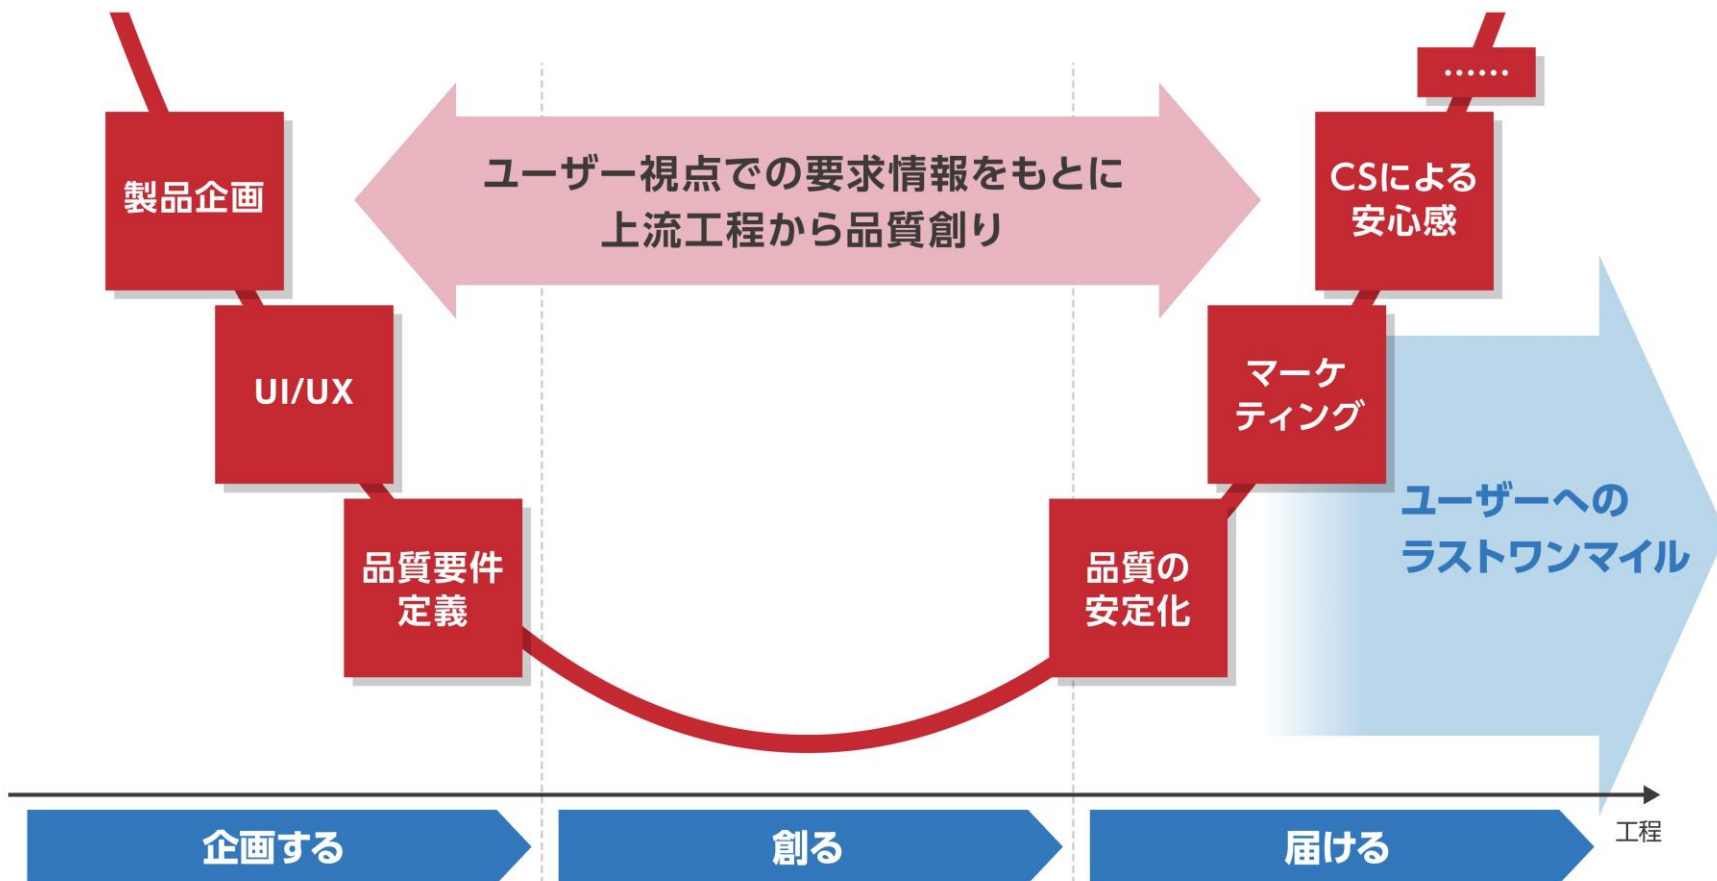 ……
製品企画
ユーザー視点での要求情報をもとに
上流工程から品質創り
CSによる
安心感
UI/UX
マーケ
ティング
品質要件
定義
品質の
安定化
ユーザーへの
ラストワンマイル
企画する
創る
届ける
工程